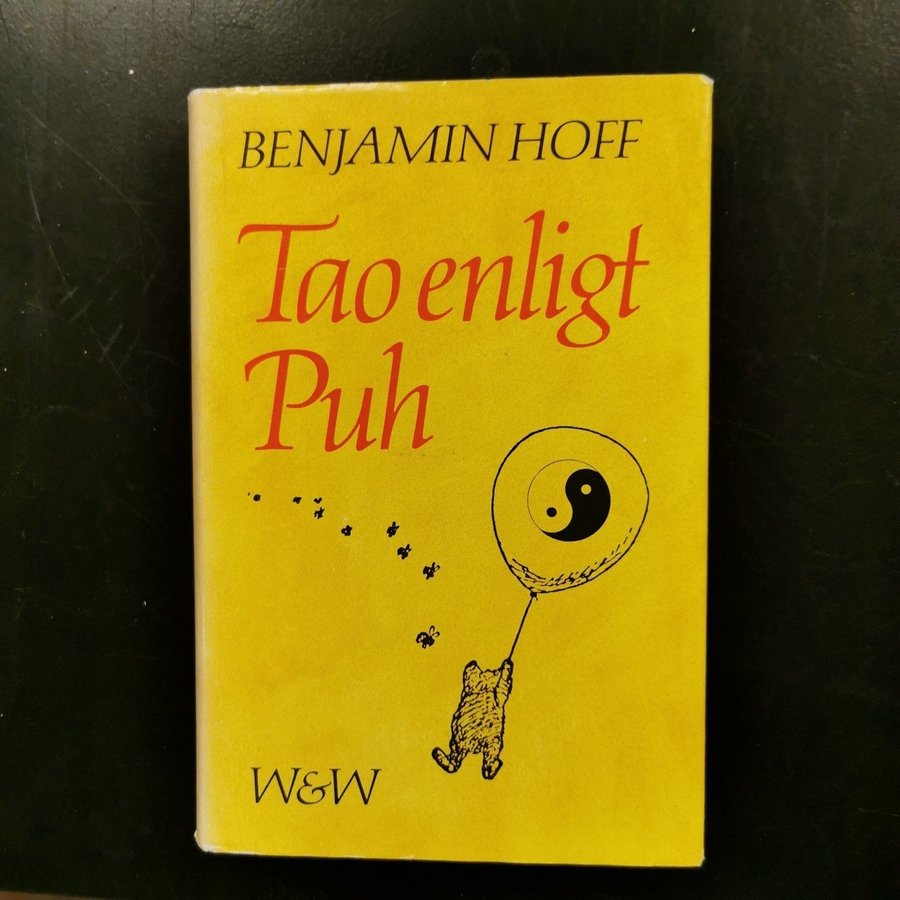 BENJAMIN HOFF
Tao enligt
Puh
W&W